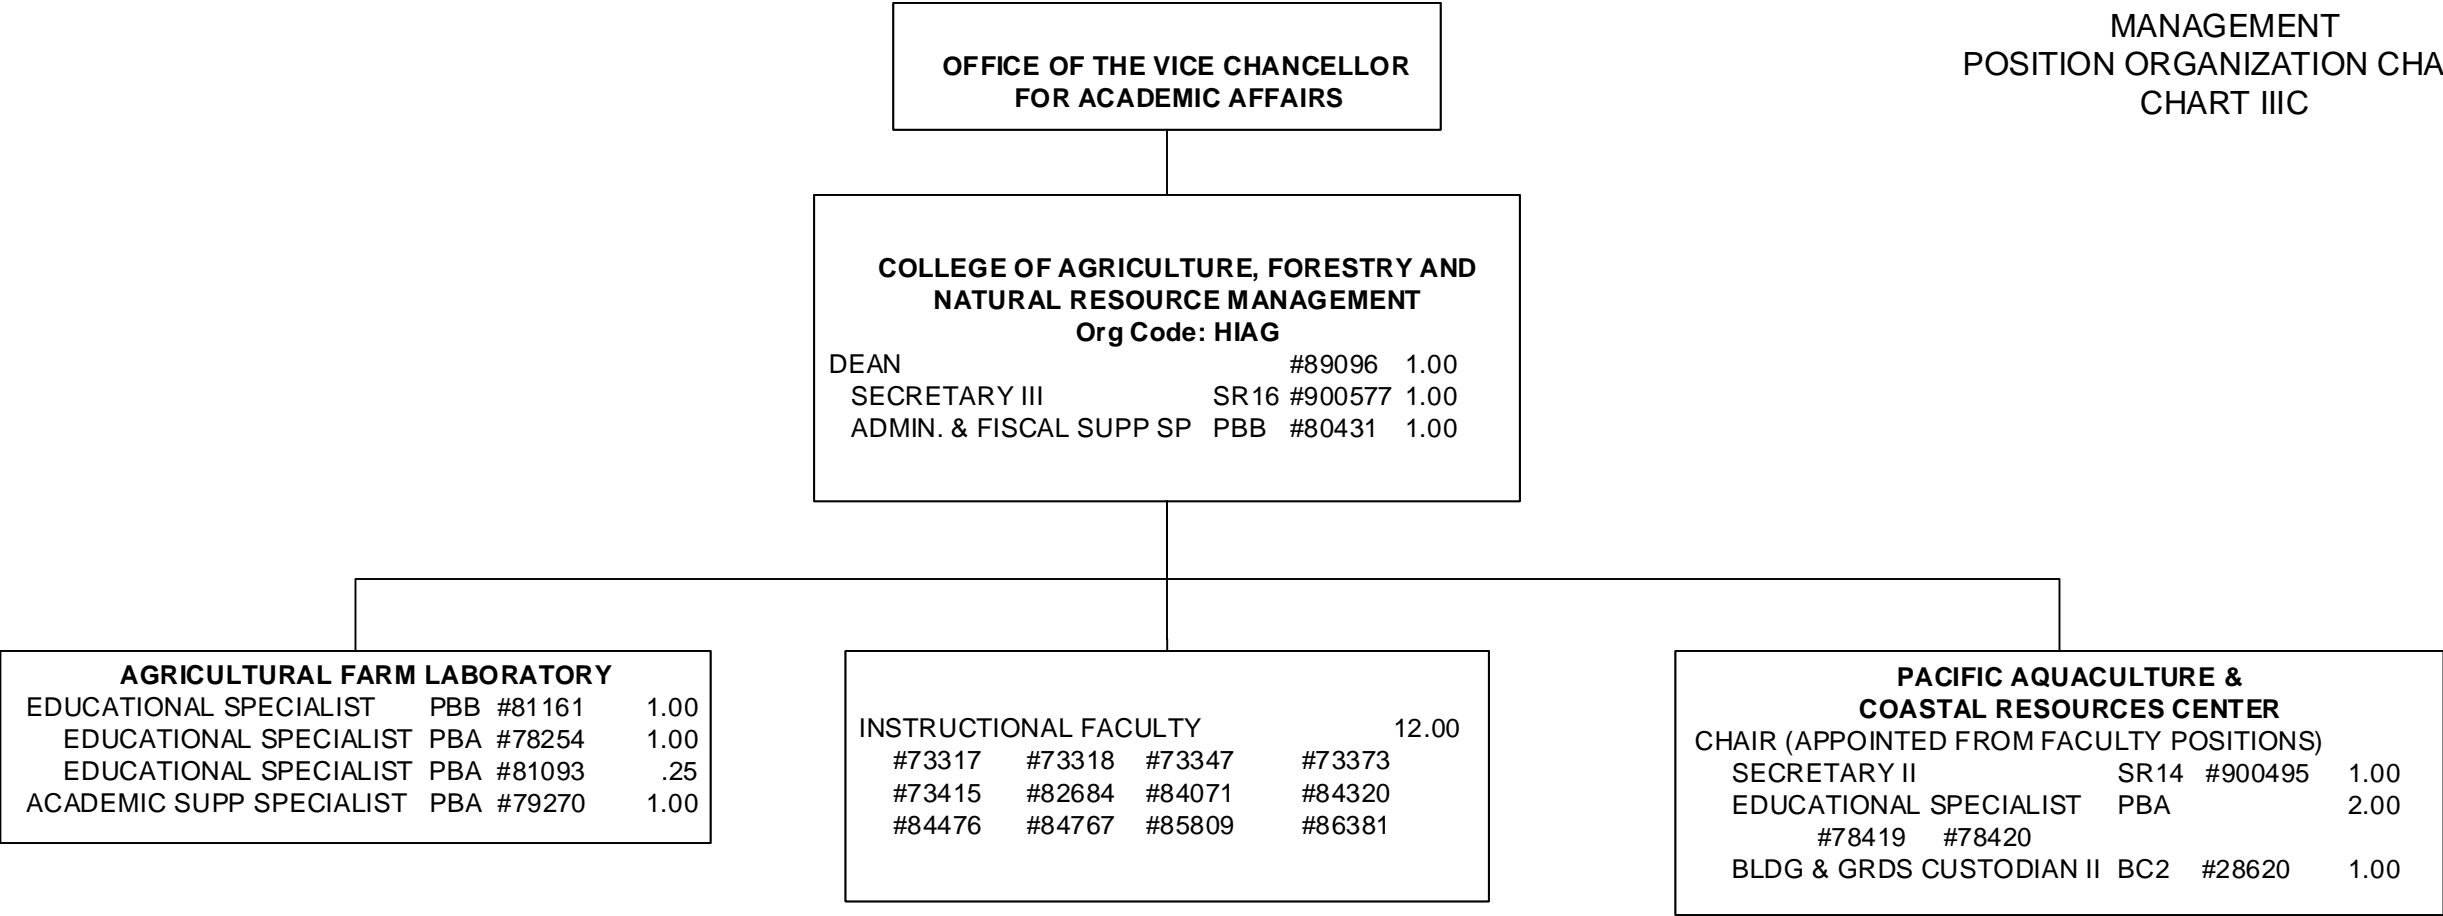 MANAGEMENT
POSITION ORGANIZATION CHA
CHART IIIC
OFFICE OF THE VICE CHANCELLOR
FOR ACADEMIC AFFAIRS
COLLEGE OF AGRICULTURE, FORESTRY AND
NATURAL RESOURCE MANAGEMENT
Org Code: HIAG
DEAN #89096 1.00
SECRETARY III SR16 #900577 1.00
ADMIN. & FISCAL SUPP SP PBB #80431 1.00
AGRICULTURAL FARM LABORATORY
EDUCATIONAL SPECIALIST PBB #81161 1.00
EDUCATIONAL SPECIALIST PBA #78254 1.00
EDUCATIONAL SPECIALIST PBA #81093 .25
ACADEMIC SUPP SPECIALIST PBA #79270 1.00
INSTRUCTIONAL FACULTY 12.00
#73317 #73318 #73347 #73373
#73415 #82684 #84071 #84320
#84476 #84767 #85809 #86381
PACIFIC AQUACULTURE &
COASTAL RESOURCES CENTER
CHAIR (APPOINTED FROM FACULTY POSITIONS)
SECRETARY II SR14 #900495 1.00
EDUCATIONAL SPECIALIST PBA 2.00
#78419 #78420
BLDG & GRDS CUSTODIAN II BC2 #28620 1.00